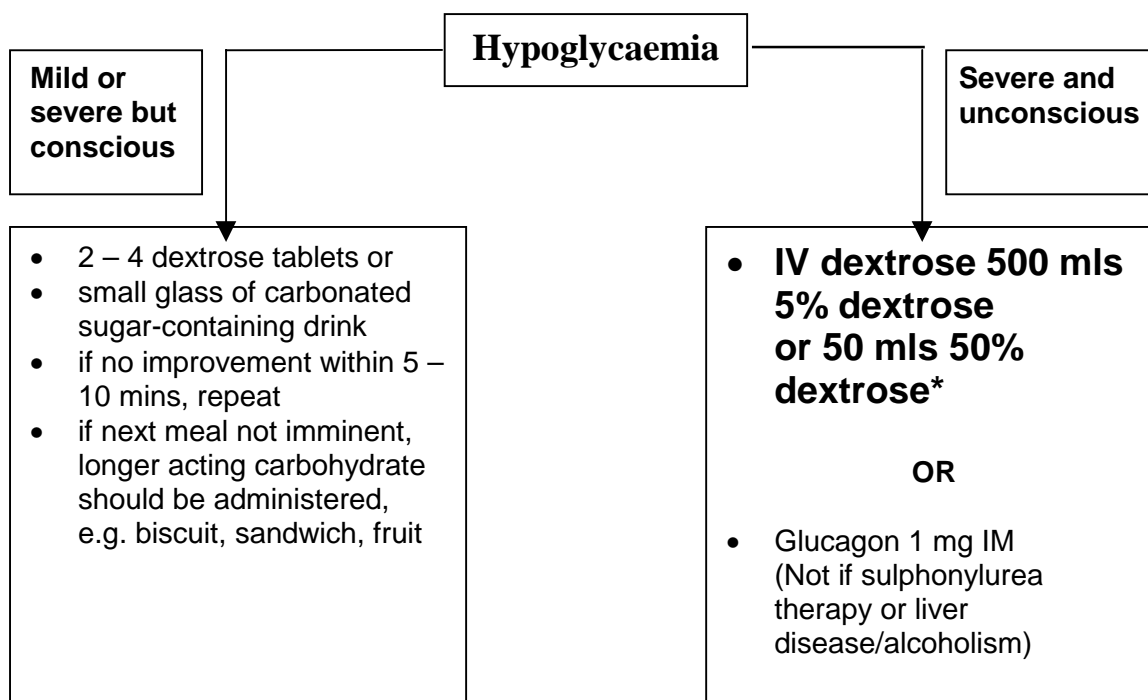 Hypoglycaemia
Mild or
severe but
conscious
Severe and
unconscious
• 2 – 4 dextrose tablets or
• small glass of carbonated
sugar-containing drink
• if no improvement within 5 –
10 mins, repeat
• if next meal not imminent,
longer acting carbohydrate
should be administered,
e.g. biscuit, sandwich, fruit
• IV dextrose 500 mls
5% dextrose
or 50 mls 50%
dextrose*
OR
• Glucagon 1 mg IM
(Not if sulphonylurea
therapy or liver
disease/alcoholism)